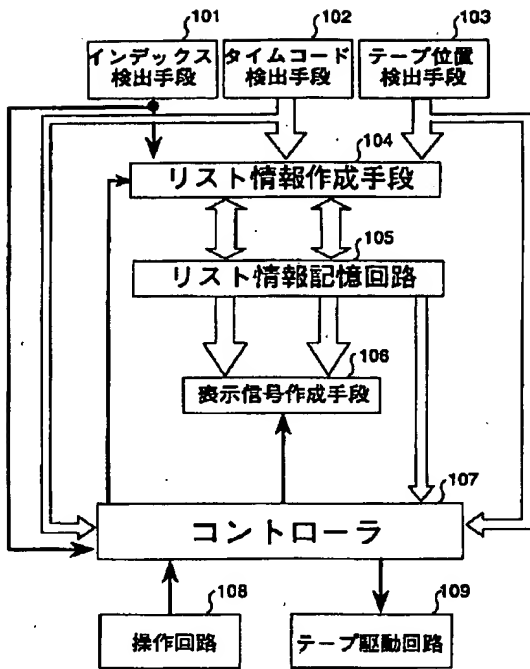 101
102
103
インデックス
検出手段
タイムコード
検出手段
テープ位置
検出手段
104
リスト情報作成手段
105
リスト情報記憶回路
106
表示信号作成手段
107
コントローラ
108
109
操作回路
テープ駆動回路